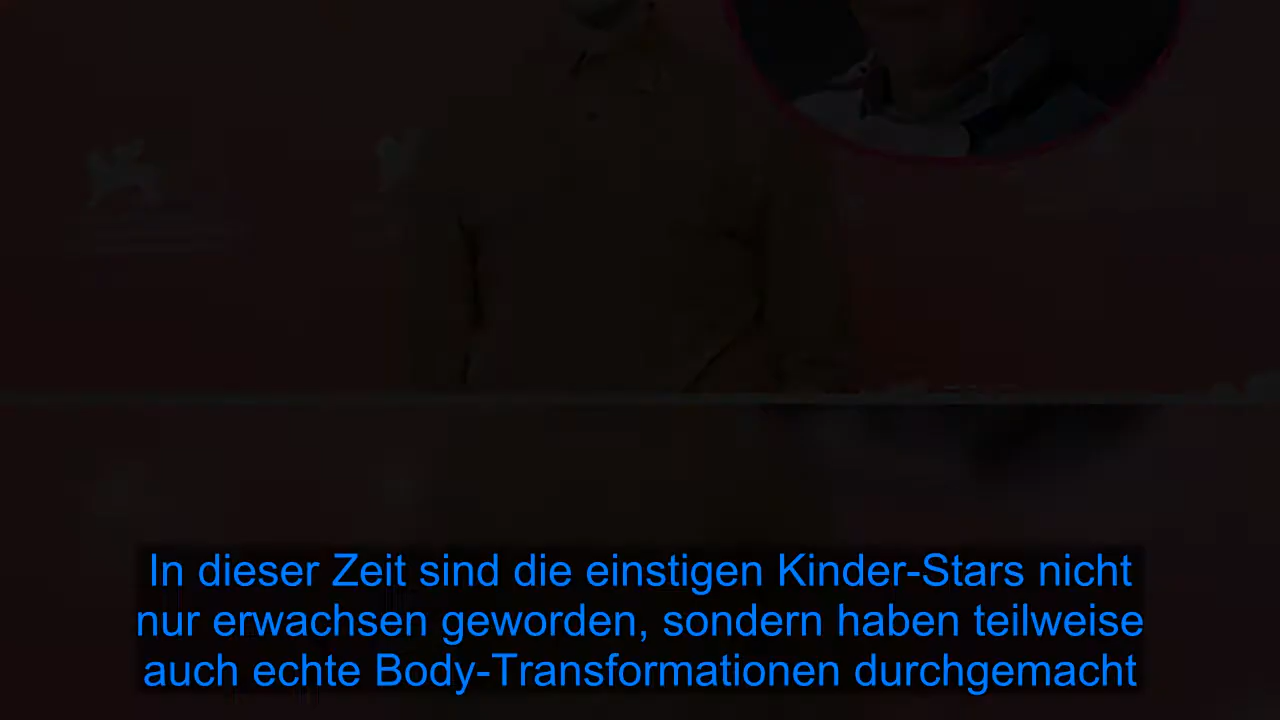 In dieser Zeit sind die einstigen Kinder-Stars nicht
nur erwachsen geworden, sondern haben teilweise
auch echte Body-Transformationen durchgemacht